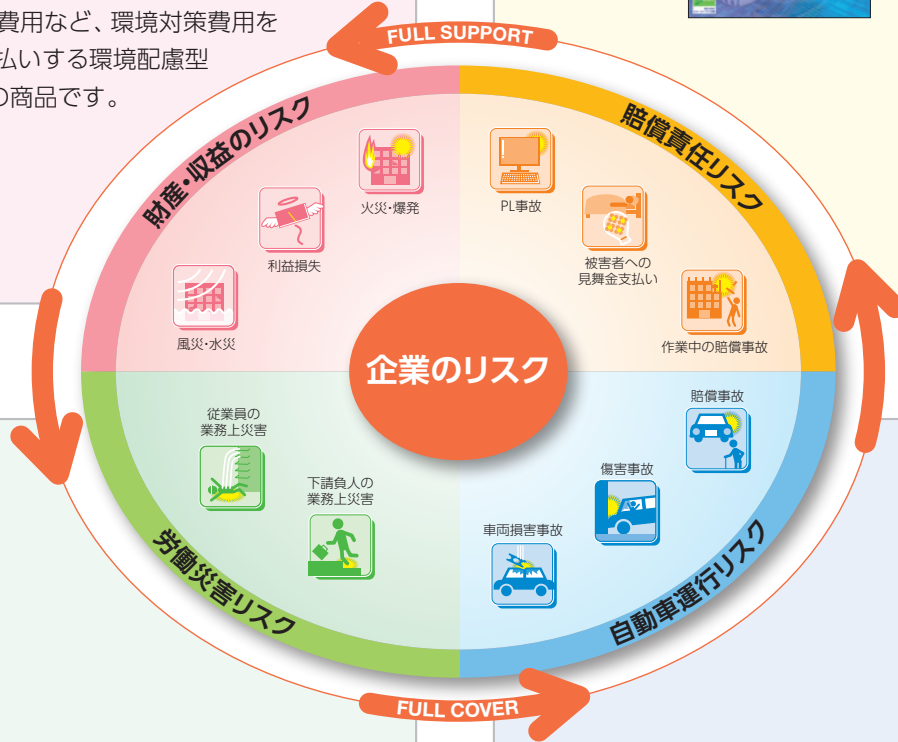 費用など、環境対策費用を
払いする環境配慮型
の商品です。
FULL SUPPORT
財産・収益のリスク
火災・爆発
利益損失
風災・水災
賠償責任リスク
PL事故
被害者への
見舞金支払い
作業中の賠償事故
企業のリスク
従業員の
業務上災害
下請負人の
業務上災害
労働災害リスク
賠償事故
傷害事故
車両損害事故
自動車運行リスク
FULL COVER